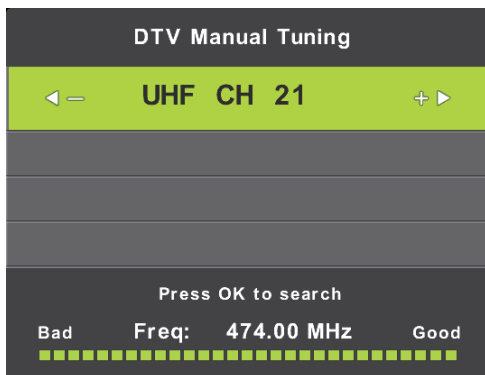 DTV Manual Tuning
− UHF CH 21 +
Press OK to search
Bad Freq: 474.00 MHz Good